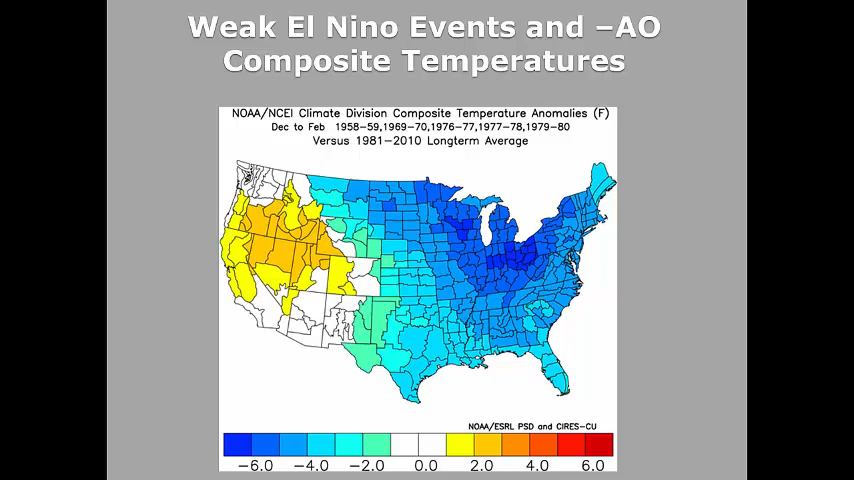 Weak El Nino Events and –AO
Composite Temperatures
NOAA/NCEI Climate Division Composite Temperature Anomalies (F)
Dec to Feb 1958−59,1969−70,1976−77,1977−78,1979−80
Versus 1981−2010 Longterm Average
NOAA/ESRL PSD and CIRES−CU
−6.0 −4.0 −2.0 0.0 2.0 4.0 6.0